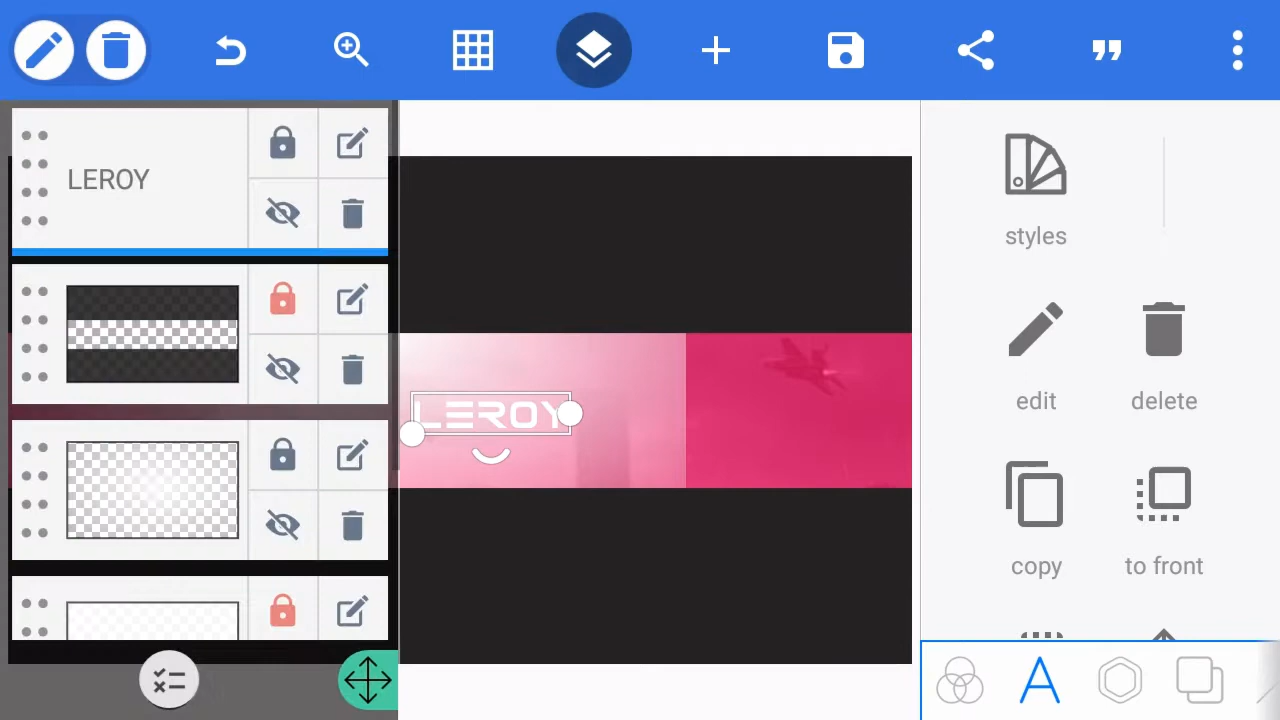 LEROY
LEROY
styles
edit
delete
copy
to front